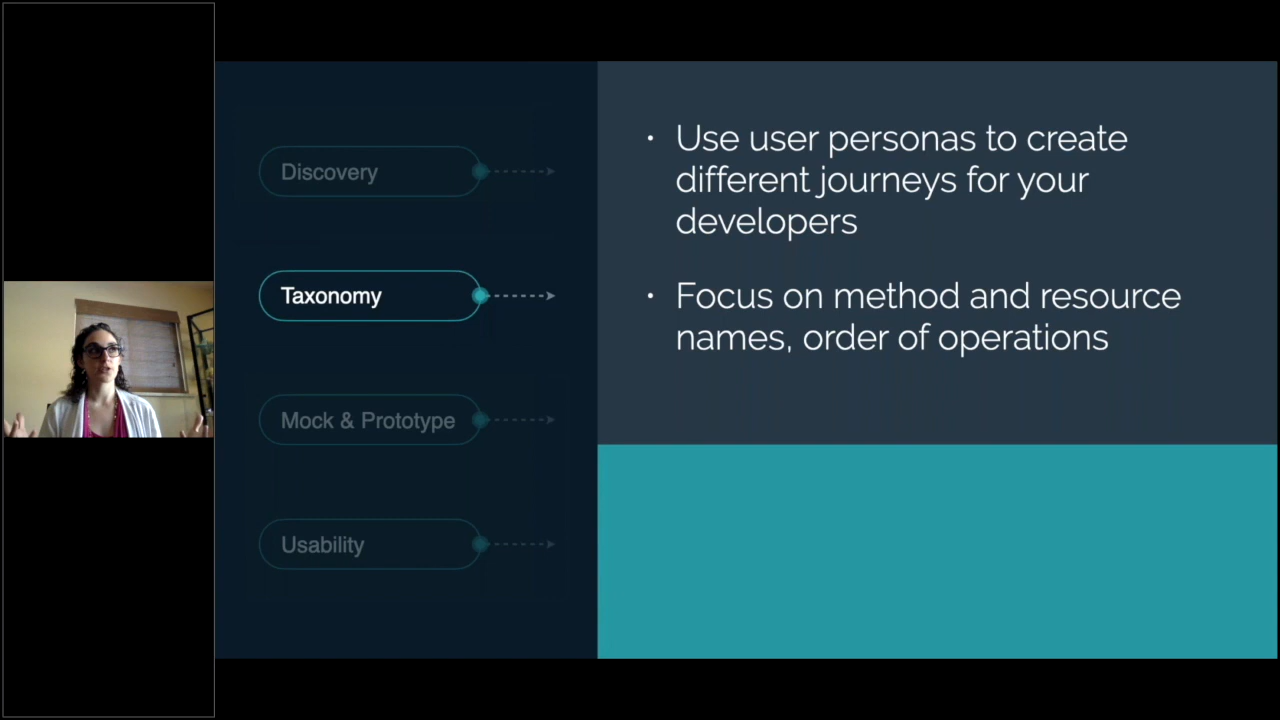 Discovery
Taxonomy
Mock & Prototype
Usability
• Use user personas to create
different journeys for your
developers
• Focus on method and resource
names, order of operations